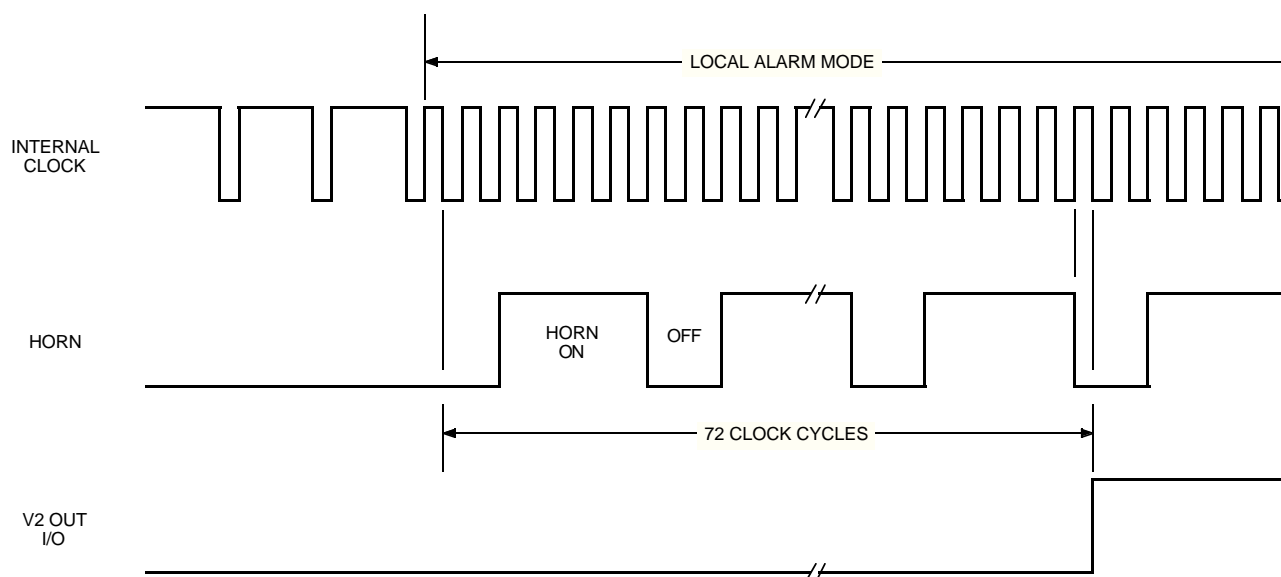 LOCAL ALARM MODE
INTERNAL
CLOCK
HORN
HORN
ON
OFF
72 CLOCK CYCLES
V2 OUT
I/O